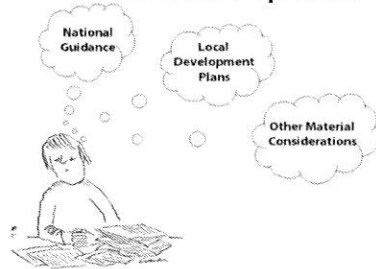 National
Guidance
Local
Development
Plans
Other Material
Considerations